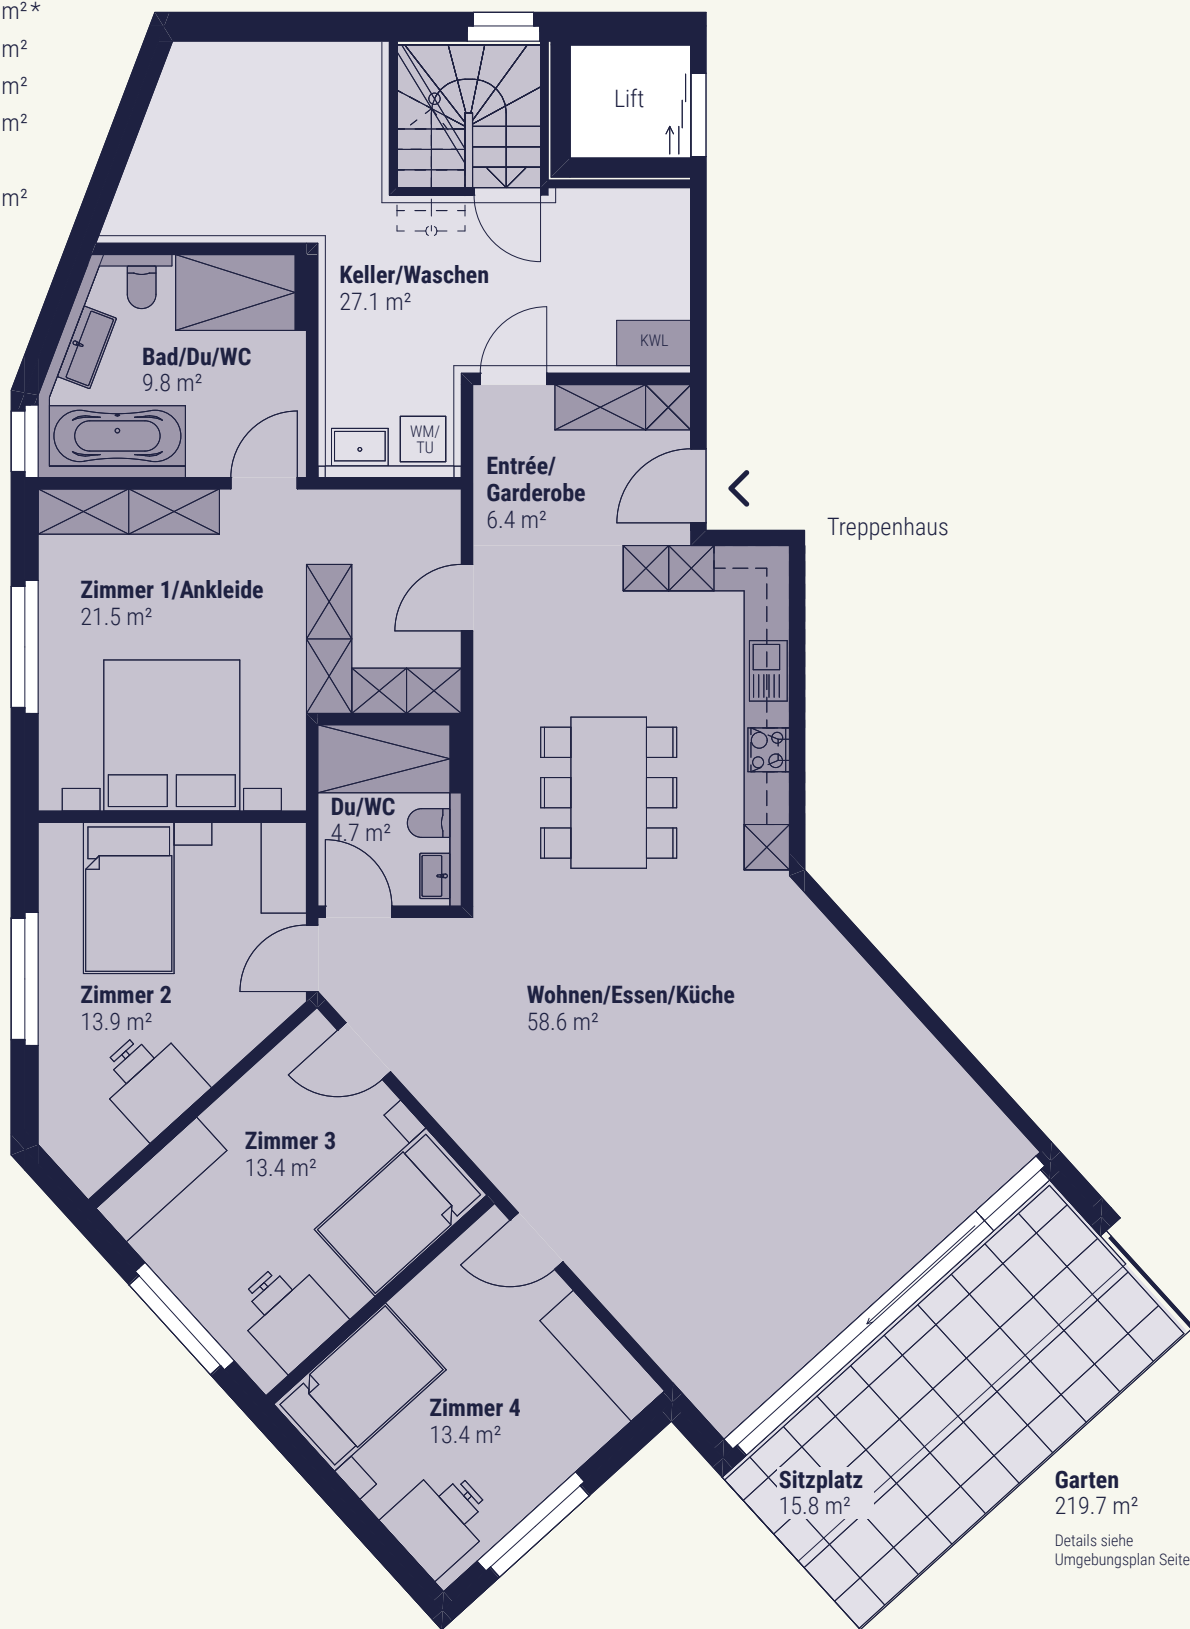 m²*
m²
m²
m²
m²
Lift
Keller/Waschen
27.1 m²
KWL
Bad/Du/WC
9.8 m²
WM/
TU
Entrée/
Garderobe
6.4 m²
Treppenhaus
Zimmer 1/Ankleide
21.5 m²
Du/WC
4.7 m²
Zimmer 2
13.9 m²
Wohnen/Essen/Küche
58.6 m²
Zimmer 3
13.4 m²
Zimmer 4
13.4 m²
Sitzplatz
15.8 m²
Garten
219.7 m²
Details siehe
Umgebungsplan Seite